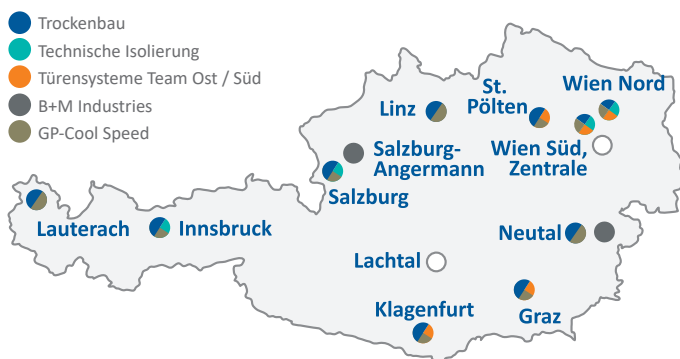 Trockenbau
Technische Isolierung
Türensysteme Team Ost / Süd
B+M Industries
GP-Cool Speed
Wien Nord
St.
Pölten
Linz
Wien Süd,
Zentrale
Salzburg-
Angermann
Salzburg
Lauterach
Innsbruck
Neutal
Lachtal
Klagenfurt
Graz